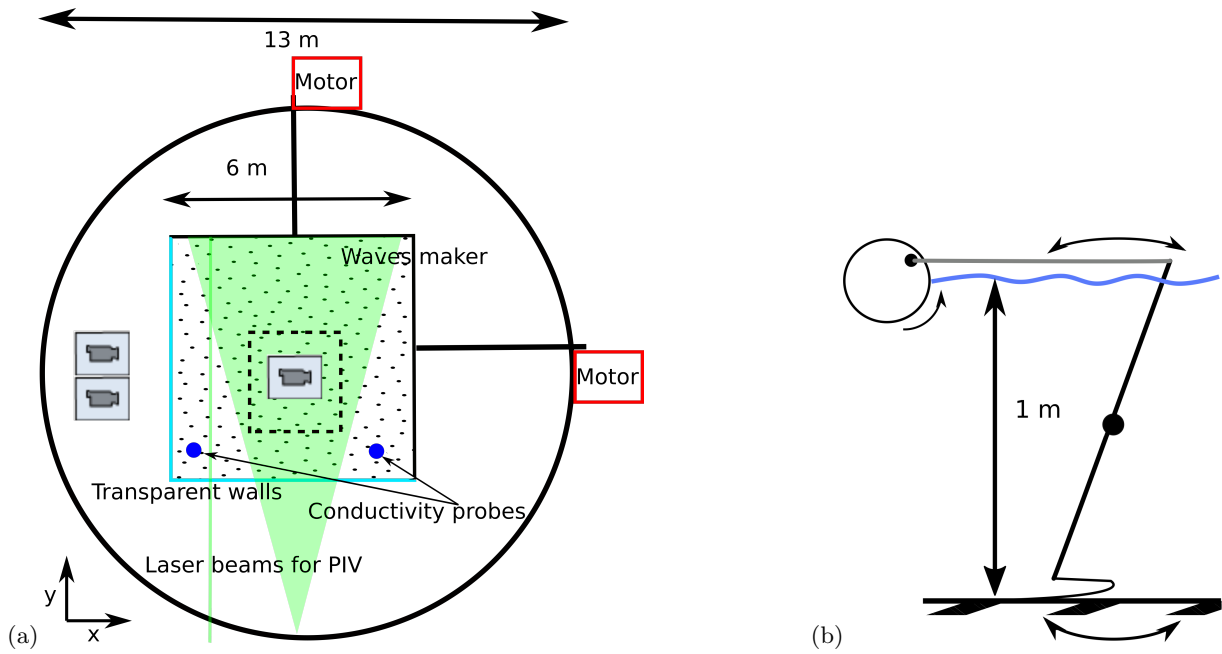 13 m
Motor
6 m
Waves maker
Motor
1 m
Transparent walls
Conductivity probes
Laser beams for PIV
y
x
(a)
(b)